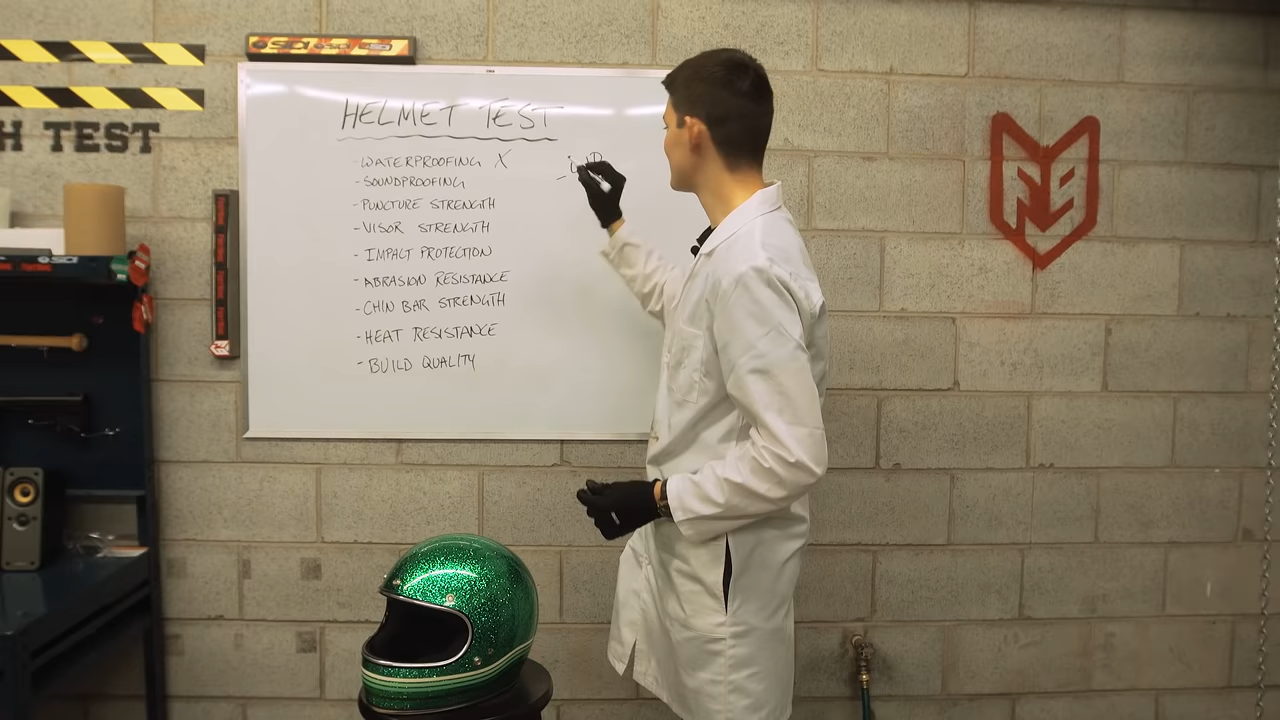 H TEST
HELMET TEST
- WATERPROOFING X
- SOUNDPROOFING
- PUNCTURE STRENGTH
- VISOR STRENGTH
- IMPACT PROTECTION
- ABRASION RESISTANCE
- CHIN BAR STRENGTH
- HEAT RESISTANCE
- BUILD QUALITY